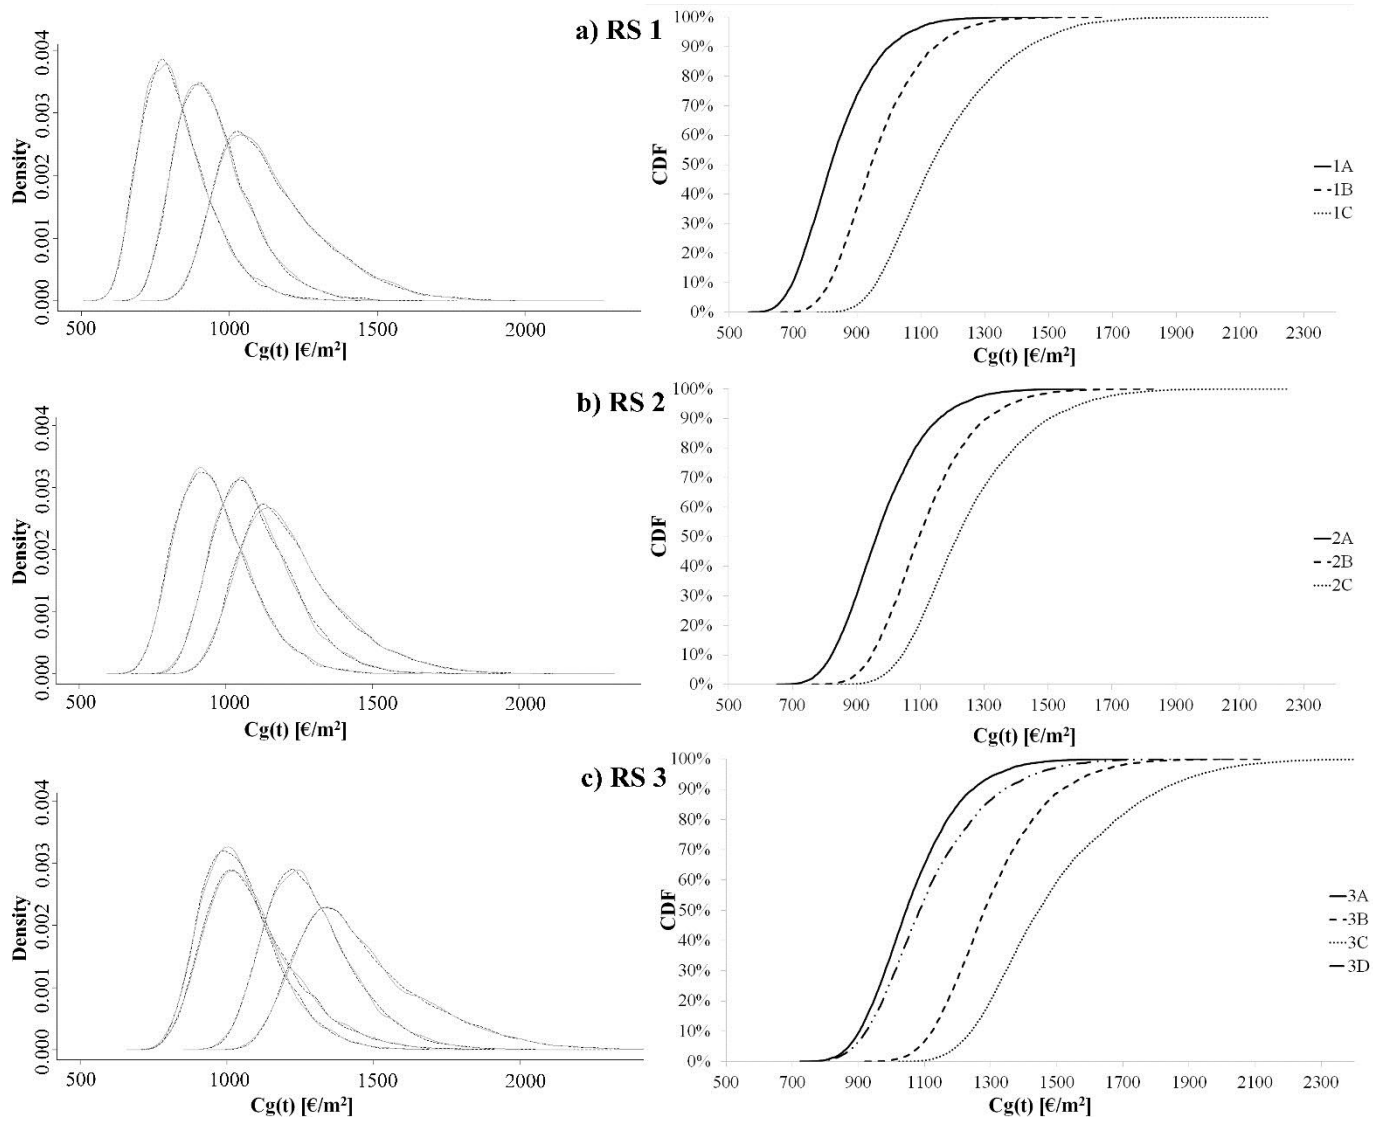 a) RS 1
Density
0.004
0.003
0.002
0.001
0.000
500 1000 1500 2000
Cg(t) [€/m²]
CDF
100%
90%
80%
70%
60%
50%
40%
30%
20%
10%
0%
500 700 900 1100 1300 1500 1700 1900 2100 2300
Cg(t) [€/m²]
1A
1B
1C
b) RS 2
Density
0.004
0.003
0.002
0.001
0.000
500 1000 1500 2000
Cg(t) [€/m²]
CDF
100%
90%
80%
70%
60%
50%
40%
30%
20%
10%
0%
500 700 900 1100 1300 1500 1700 1900 2100 2300
Cg(t) [€/m²]
2A
2B
2C
c) RS 3
Density
0.004
0.003
0.002
0.001
0.000
500 1000 1500 2000
Cg(t) [€/m²]
CDF
100%
90%
80%
70%
60%
50%
40%
30%
20%
10%
0%
500 700 900 1100 1300 1500 1700 1900 2100 2300
Cg(t) [€/m²]
3A
3B
3C
3D